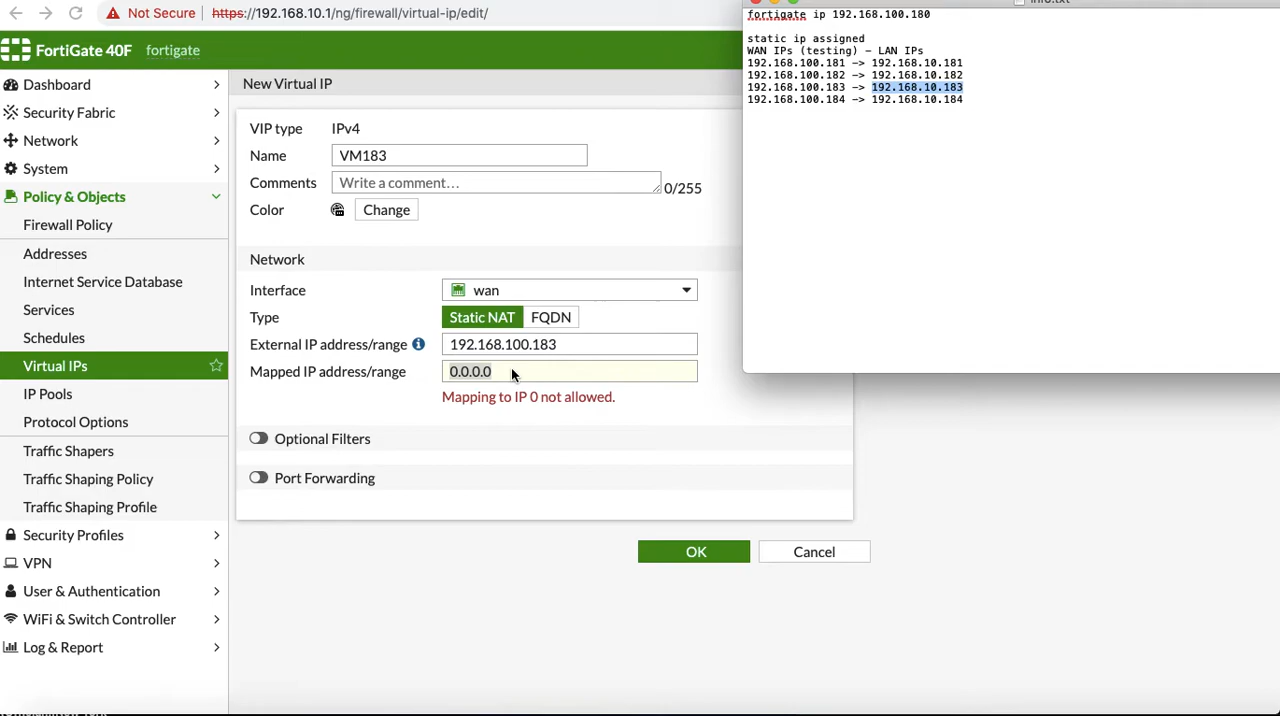 Not Secure https://192.168.10.1/ng/firewall/virtual-ip/edit/
FortiGate 40F fortigate
Dashboard
Security Fabric
Network
System
Policy & Objects
Firewall Policy
Addresses
Internet Service Database
Services
Schedules
Virtual IPs
IP Pools
Protocol Options
Traffic Shapers
Traffic Shaping Policy
Traffic Shaping Profile
Security Profiles
VPN
User & Authentication
WiFi & Switch Controller
Log & Report
New Virtual IP
VIP type IPv4
Name VM183
Comments Write a comment... 0/255
Color Change
Network
Interface wan
Type Static NAT FQDN
External IP address/range 192.168.100.183
Mapped IP address/range 0.0.0.0
Mapping to IP 0 not allowed.
Optional Filters
Port Forwarding
OK Cancel
fortigate ip 192.168.100.180
static ip assigned
WAN IPs (testing) - LAN IPs
192.168.100.181 -> 192.168.10.181
192.168.100.182 -> 192.168.10.182
192.168.100.183 -> 192.168.10.183
192.168.100.184 -> 192.168.10.184